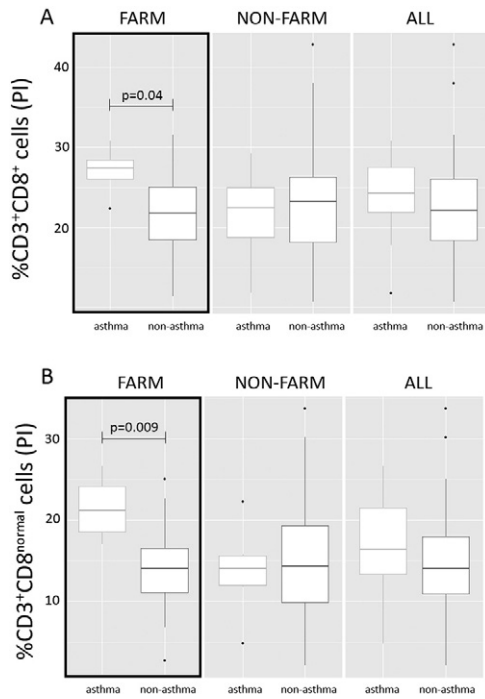 A
FARM NON-FARM ALL
%CD3⁺CD8⁺ cells (PI)
40
30
20
p=0.04
asthma non-asthma asthma non-asthma asthma non-asthma
B
FARM NON-FARM ALL
%CD3⁺CD8ⁿᵒʳᵐᵃˡ cells (PI)
30
20
10
p=0.009
asthma non-asthma asthma non-asthma asthma non-asthma